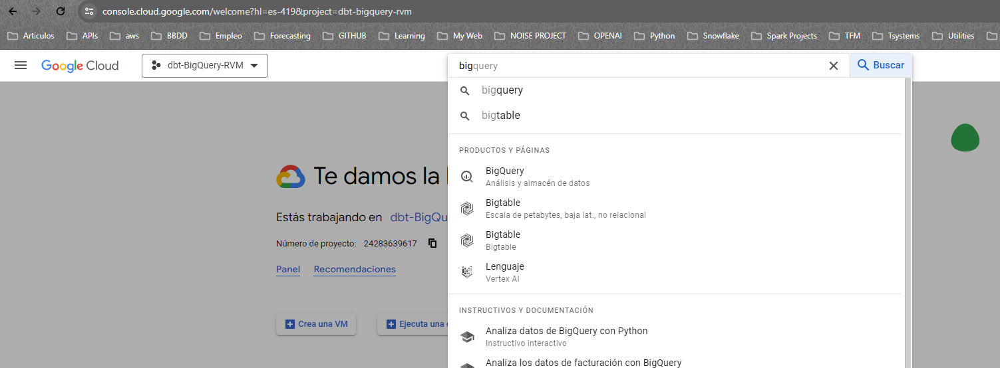 console.cloud.google.com/welcome?hl=es-419&project=dbt-bigquery-rvm
Articulos APIs aws BBDD Empleo Forecasting GITHUB Learning My Web NOISE PROJECT OPENAI Python Snowflake Spark Projects TFM Tsystems Utilities
Google Cloud dbt-BigQuery-RVM bigquery Buscar
bigquery
bigtable
PRODUCTOS Y PÁGINAS
BigQuery
Análisis y almacén de datos
Bigtable
Escala de petabytes, baja lat., no relacional
Bigtable
Bigtable
Lenguaje
Vertex AI
INSTRUCTIVOS Y DOCUMENTACIÓN
Analiza datos de BigQuery con Python
Instructivo interactivo
Analiza los datos de facturación con BigQuery
Te damos la
Estás trabajando en dbt-BigQu
Número de proyecto: 24283639617
Panel Recomendaciones
Crea una VM Ejecuta una